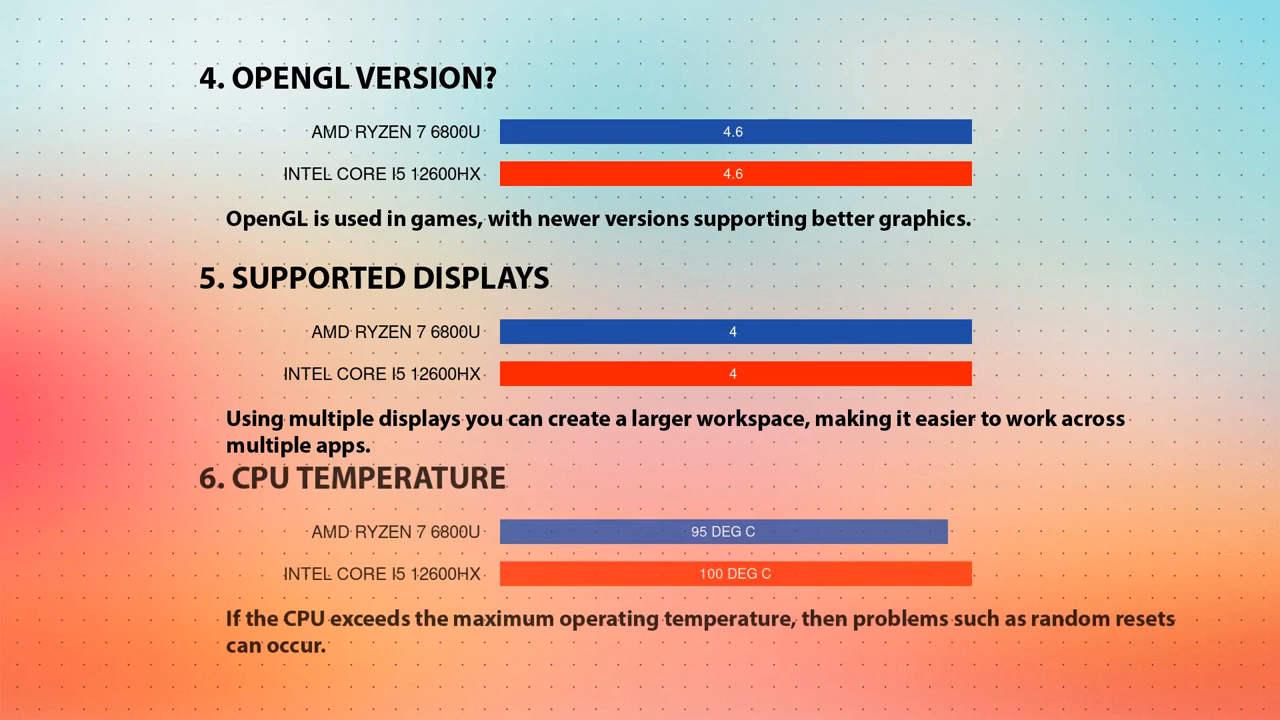 4. OPENGL VERSION?
AMD RYZEN 7 6800U
4.6
INTEL CORE I5 12600HX
4.6
OpenGL is used in games, with newer versions supporting better graphics.
5. SUPPORTED DISPLAYS
AMD RYZEN 7 6800U
4
INTEL CORE I5 12600HX
4
Using multiple displays you can create a larger workspace, making it easier to work across
multiple apps.
6. CPU TEMPERATURE
AMD RYZEN 7 6800U
95 DEG C
INTEL CORE I5 12600HX
100 DEG C
If the CPU exceeds the maximum operating temperature, then problems such as random resets
can occur.